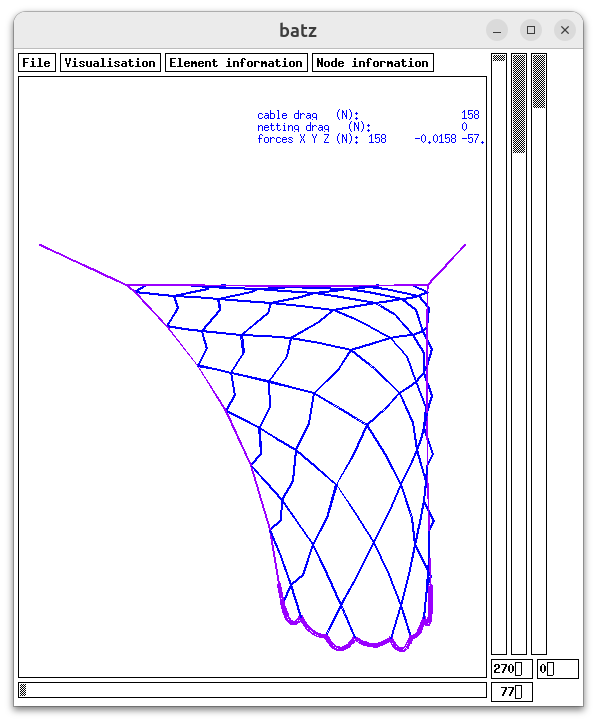 batz
File Visualisation Element information Node information
cable drag (N): 158
netting drag (N): 0
forces X Y Z (N): 158 -0.0158 -57.
270 0
77